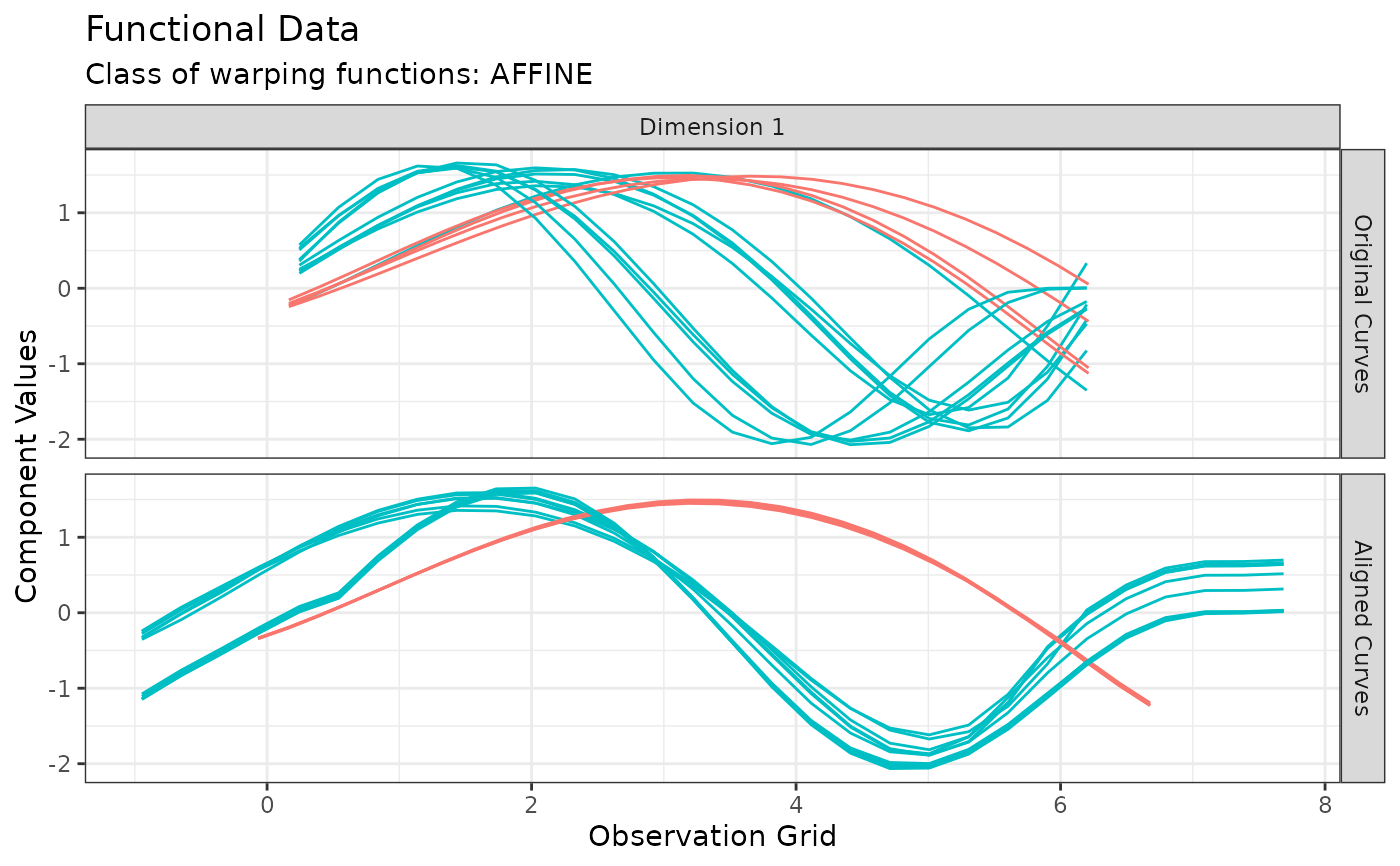 Functional Data
Class of warping functions: AFFINE
Dimension 1
1
0
-1
-2
Original Curves
Component Values
1
0
-1
-2
Aligned Curves
0
2
4
6
8
Observation Grid